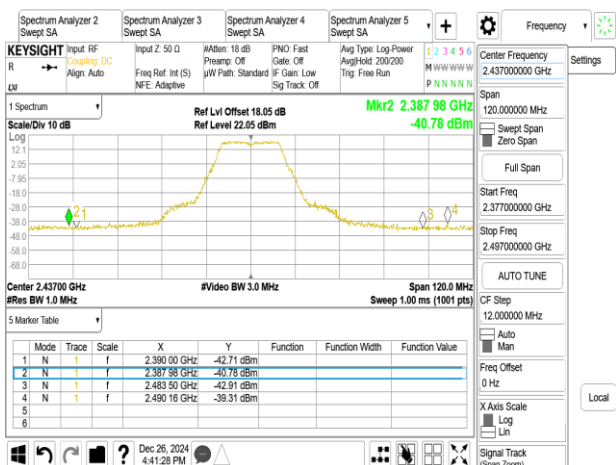 Spectrum Analyzer 2
Swept SA
Spectrum Analyzer 3
Swept SA
Spectrum Analyzer 4
Swept SA
Spectrum Analyzer 5
Swept SA
+
Frequency
KEYSIGHT
R
Input: RF
Coupling: DC
Align: Auto
Input Z: 50 Ω
Freq Ref: Int (S)
NFE: Adaptive
#Atten: 18 dB
Preamp: Off
µW Path: Standard
PNO: Fast
Gate: Off
IF Gain: Low
Sig Track: Off
Avg Type: Log-Power
Avg|Hold: 200/200
Trig: Free Run
1 2 3 4 5 6
M W W W W W
P N N N N N
1 Spectrum
Scale/Div 10 dB
Ref Lvl Offset 18.05 dB
Ref Level 22.05 dBm
Mkr2 2.387 98 GHz
-40.78 dBm
Log
12.1
2.05
-7.95
-18.0
-28.0
-38.0
-48.0
-58.0
-68.0
2 1
3 4
Center 2.43700 GHz
#Res BW 1.0 MHz
#Video BW 3.0 MHz
Span 120.0 MHz
Sweep 1.00 ms (1001 pts)
5 Marker Table
Mode Trace Scale X Y Function Function Width Function Value
1 N 1 f 2.390 00 GHz -42.71 dBm
2 N 1 f 2.387 98 GHz -40.78 dBm
3 N 1 f 2.483 50 GHz -42.91 dBm
4 N 1 f 2.490 16 GHz -39.31 dBm
5
6
?
Dec 26, 2024
4:41:28 PM
Center Frequency
2.437000000 GHz
Settings
Span
120.000000 MHz
Swept Span
Zero Span
Full Span
Start Freq
2.377000000 GHz
Stop Freq
2.497000000 GHz
AUTO TUNE
CF Step
12.000000 MHz
Auto
Man
Freq Offset
0 Hz
Local
X Axis Scale
Log
Lin
Signal Track
(Span Zoom)